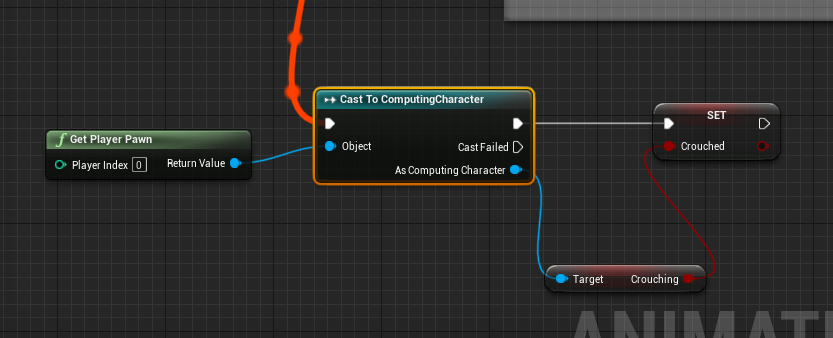 Cast To ComputingCharacter
SET
f Get Player Pawn
Player Index 0 Return Value
Object
Cast Failed
Crouched
As Computing Character
Target Crouching
ANIMAT